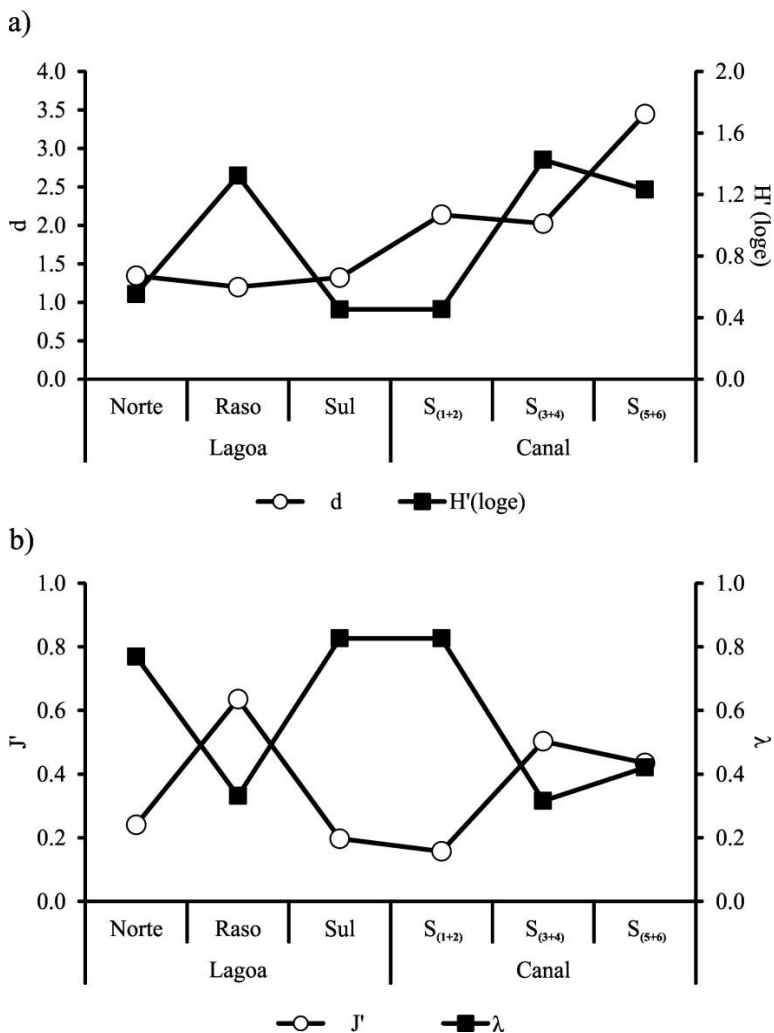 a)
4.0 2.0
3.5
3.0 1.6
2.5
1.2
d 2.0 H' (loge)
1.5 0.8
1.0
0.4
0.5
0.0 0.0
Norte Raso Sul S(1+2) S(3+4) S(5+6)
Lagoa Canal
d H'(loge)
b)
1.0 1.0
0.8 0.8
0.6 0.6
J' λ
0.4 0.4
0.2 0.2
0.0 0.0
Norte Raso Sul S(1+2) S(3+4) S(5+6)
Lagoa Canal
J' λ